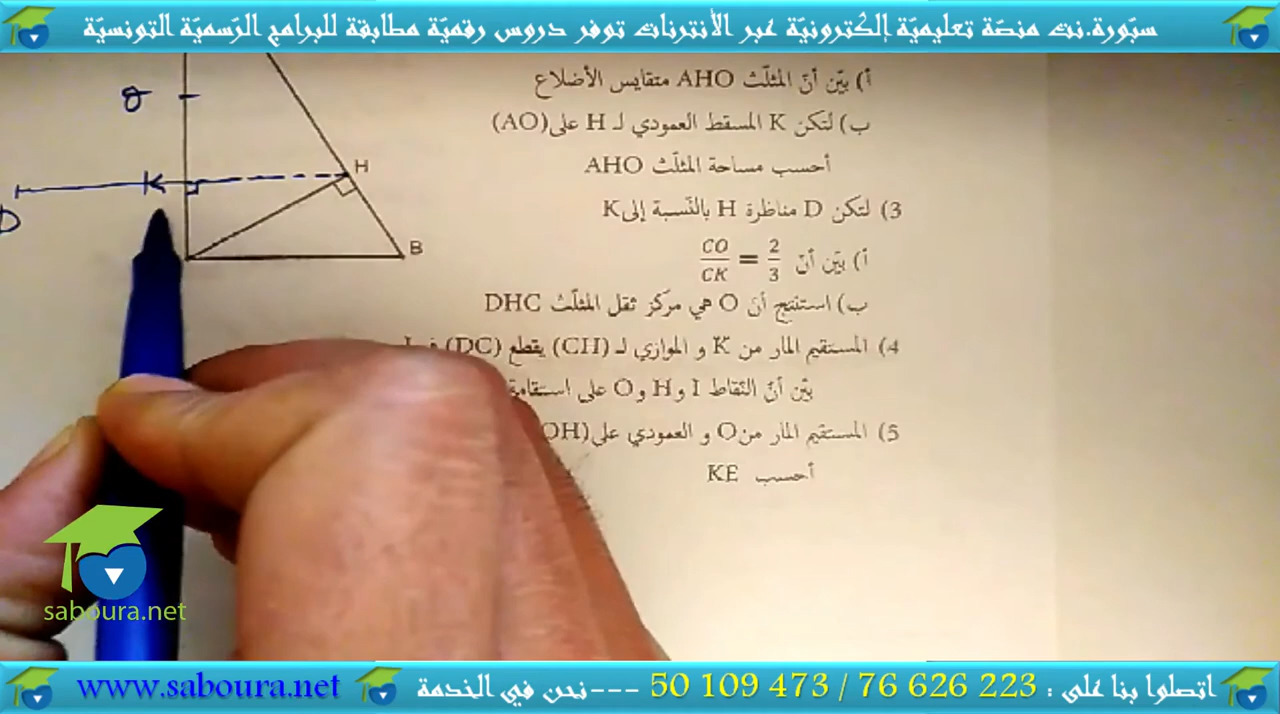 سبّورة.نت منصّة تعليميّة إلكترونيّة عبر الأنترنات توفر دروس رقميّة مطابقة للبرامج الرّسميّة التونسيّة
أ) بيّن أنّ المثلّث AHO متقايس الأضلاع
ب) لتكن K المسقط العمودي لـ H على(AO)
أحسب مساحة المثلّث AHO
3) لتكن D مناظرة H بالنّسبة إلى K
أ) بيّن أنّ CO/CK = 2/3
ب) استنتج أنّ O هي مركز ثقل المثلّث DHC
4) المستقيم المار من K و الموازي لـ (CH) يقطع (DC)
بيّن أنّ النّقاط I و H و O على استقامة
5) المستقيم المار من O و العمودي على (OH)
أحسب KE
O
K
H
D
B
saboura.net
www.saboura.net
اتصلوا بنا على : 50 109 473 / 76 626 223 ---نحن في الخدمة